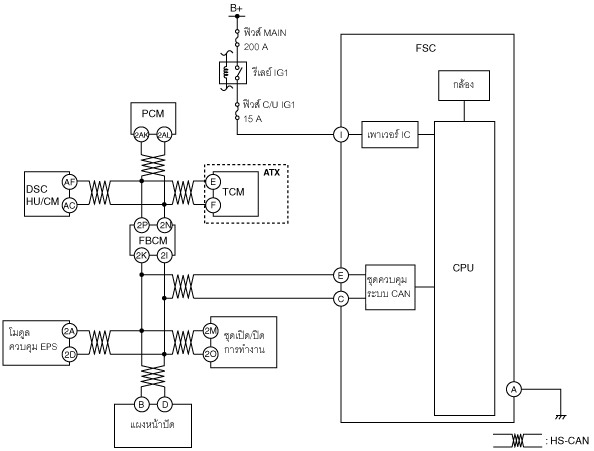 B+
ฟิวส์ MAIN
200 A
FSC
รีเลย์ IG1
กล้อง
ฟิวส์ C/U IG1
15 A
PCM
2AK 2AL
I
เพาเวอร์ IC
ATX
DSC
HU/CM
AF
AC
E
F
TCM
2P 2N
FBCM
2K 2I
CPU
E
C
ชุดควบคุม
ระบบ CAN
โมดูล
ควบคุม EPS
2A
2D
2M
2O
ชุดเปิด/ปิด
การทำงาน
A
B D
แผงหน้าปัด
: HS-CAN